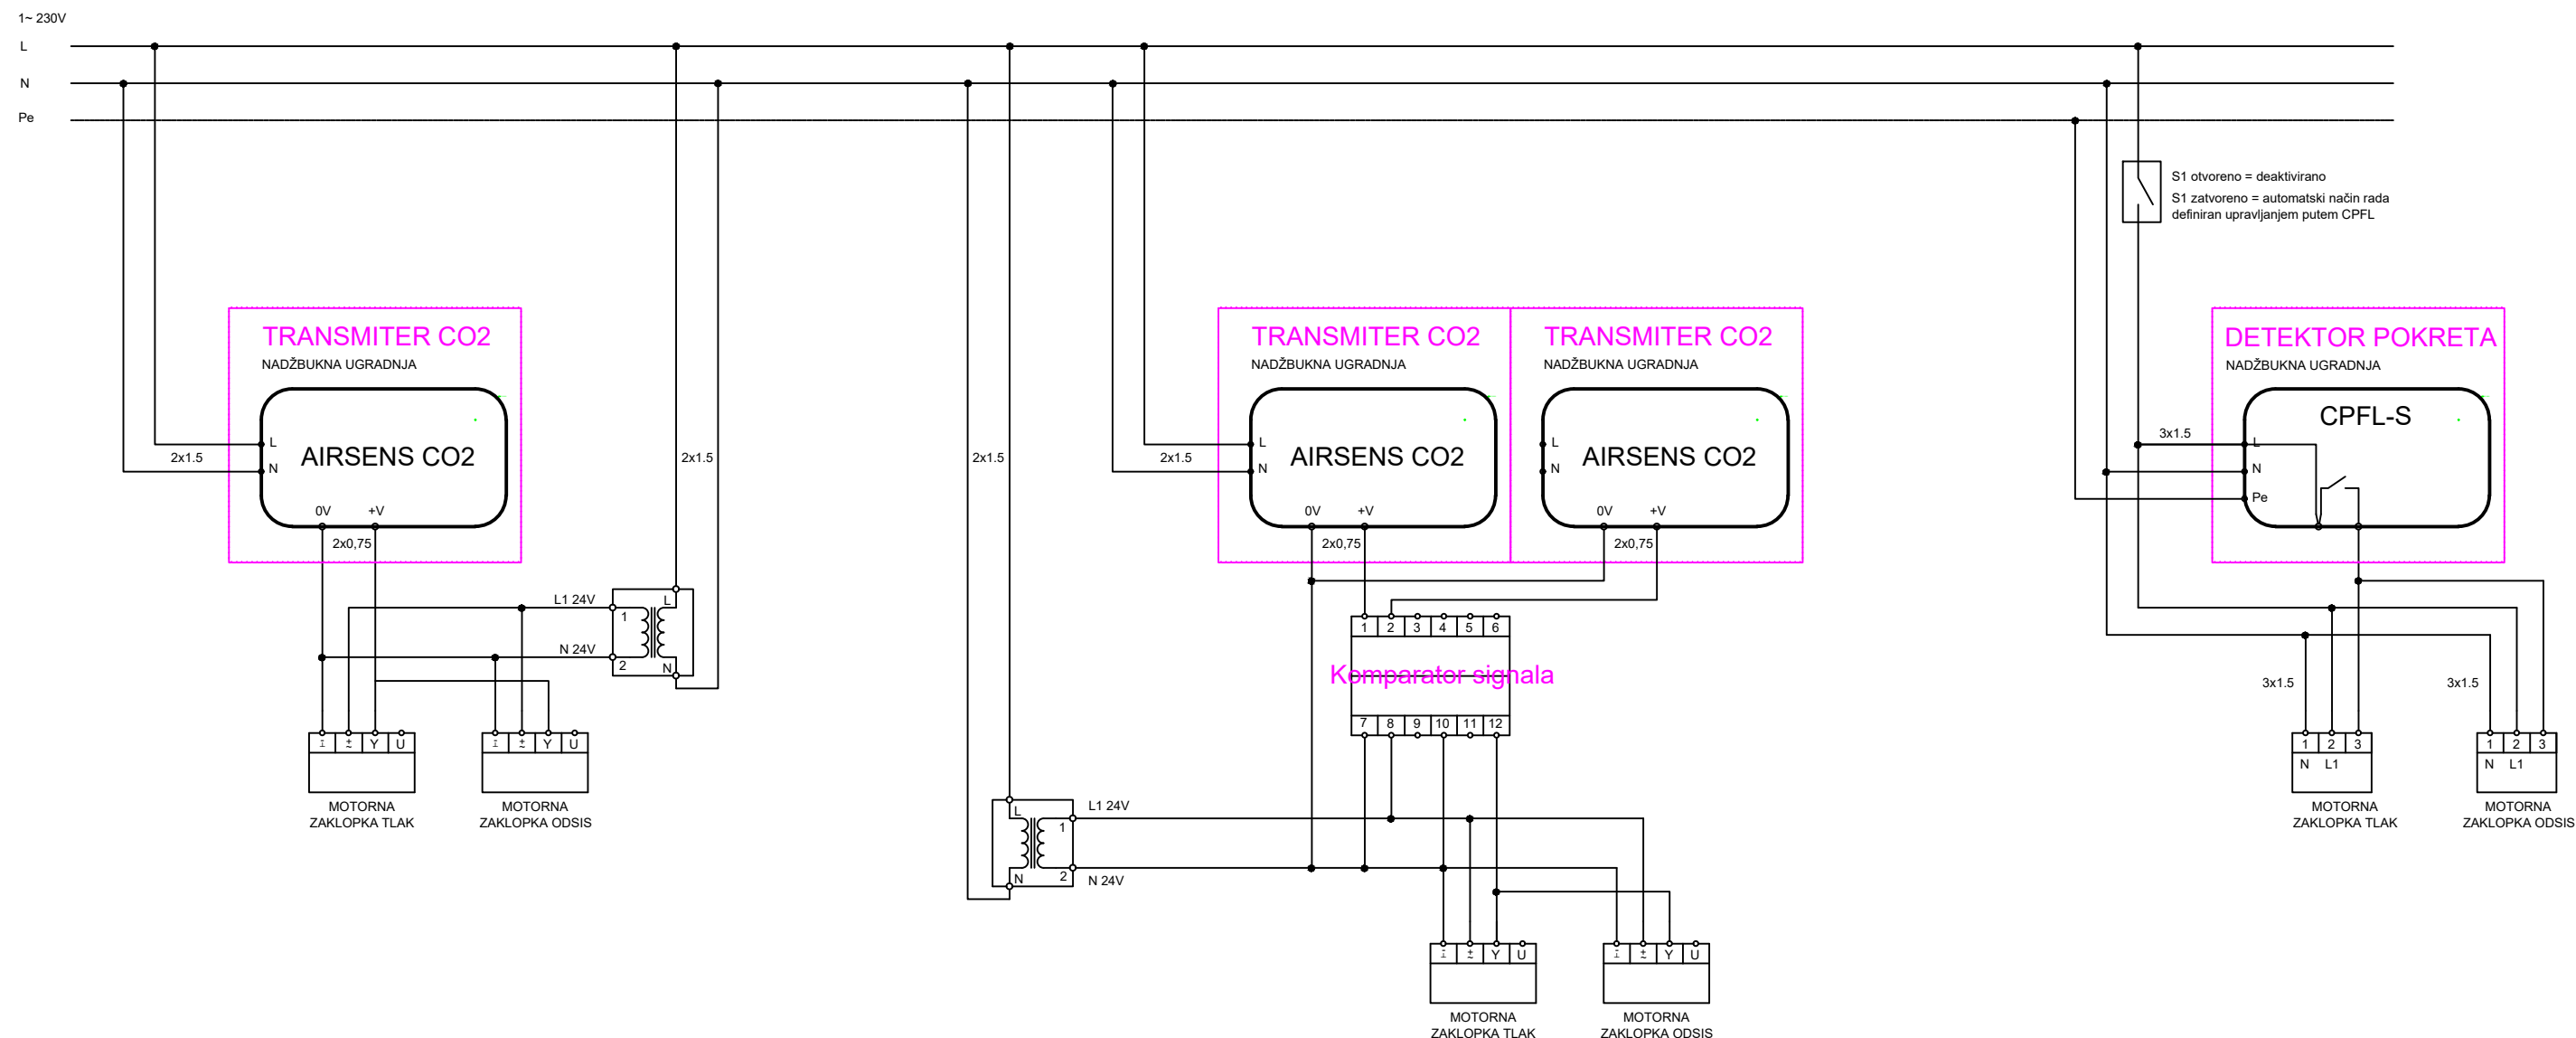 1~ 230V
L
N
Pe
S1 otvoreno = deaktivirano
S1 zatvoreno = automatski način rada
definiran upravljanjem putem CPFL
TRANSMITER CO2
NADŽBUKNA UGRADNJA
L
N
AIRSENS CO2
0V +V
2x1.5
2x0,75
2x1.5
L1 24V
N 24V
L
1
2
N
Y U
Y U
MOTORNA
ZAKLOPKA TLAK
MOTORNA
ZAKLOPKA ODSIS
2x1.5
2x1.5
TRANSMITER CO2
NADŽBUKNA UGRADNJA
L
N
AIRSENS CO2
0V +V
2x0,75
TRANSMITER CO2
NADŽBUKNA UGRADNJA
L
N
AIRSENS CO2
0V +V
2x0,75
1 2 3 4 5 6
Komparator signala
7 8 9 10 11 12
L
1
N
2
L1 24V
N 24V
Y U
Y U
MOTORNA
ZAKLOPKA TLAK
MOTORNA
ZAKLOPKA ODSIS
DETEKTOR POKRETA
NADŽBUKNA UGRADNJA
CPFL-S
3x1.5
L
N
Pe
3x1.5
3x1.5
1 2 3
N L1
1 2 3
N L1
MOTORNA
ZAKLOPKA TLAK
MOTORNA
ZAKLOPKA ODSIS